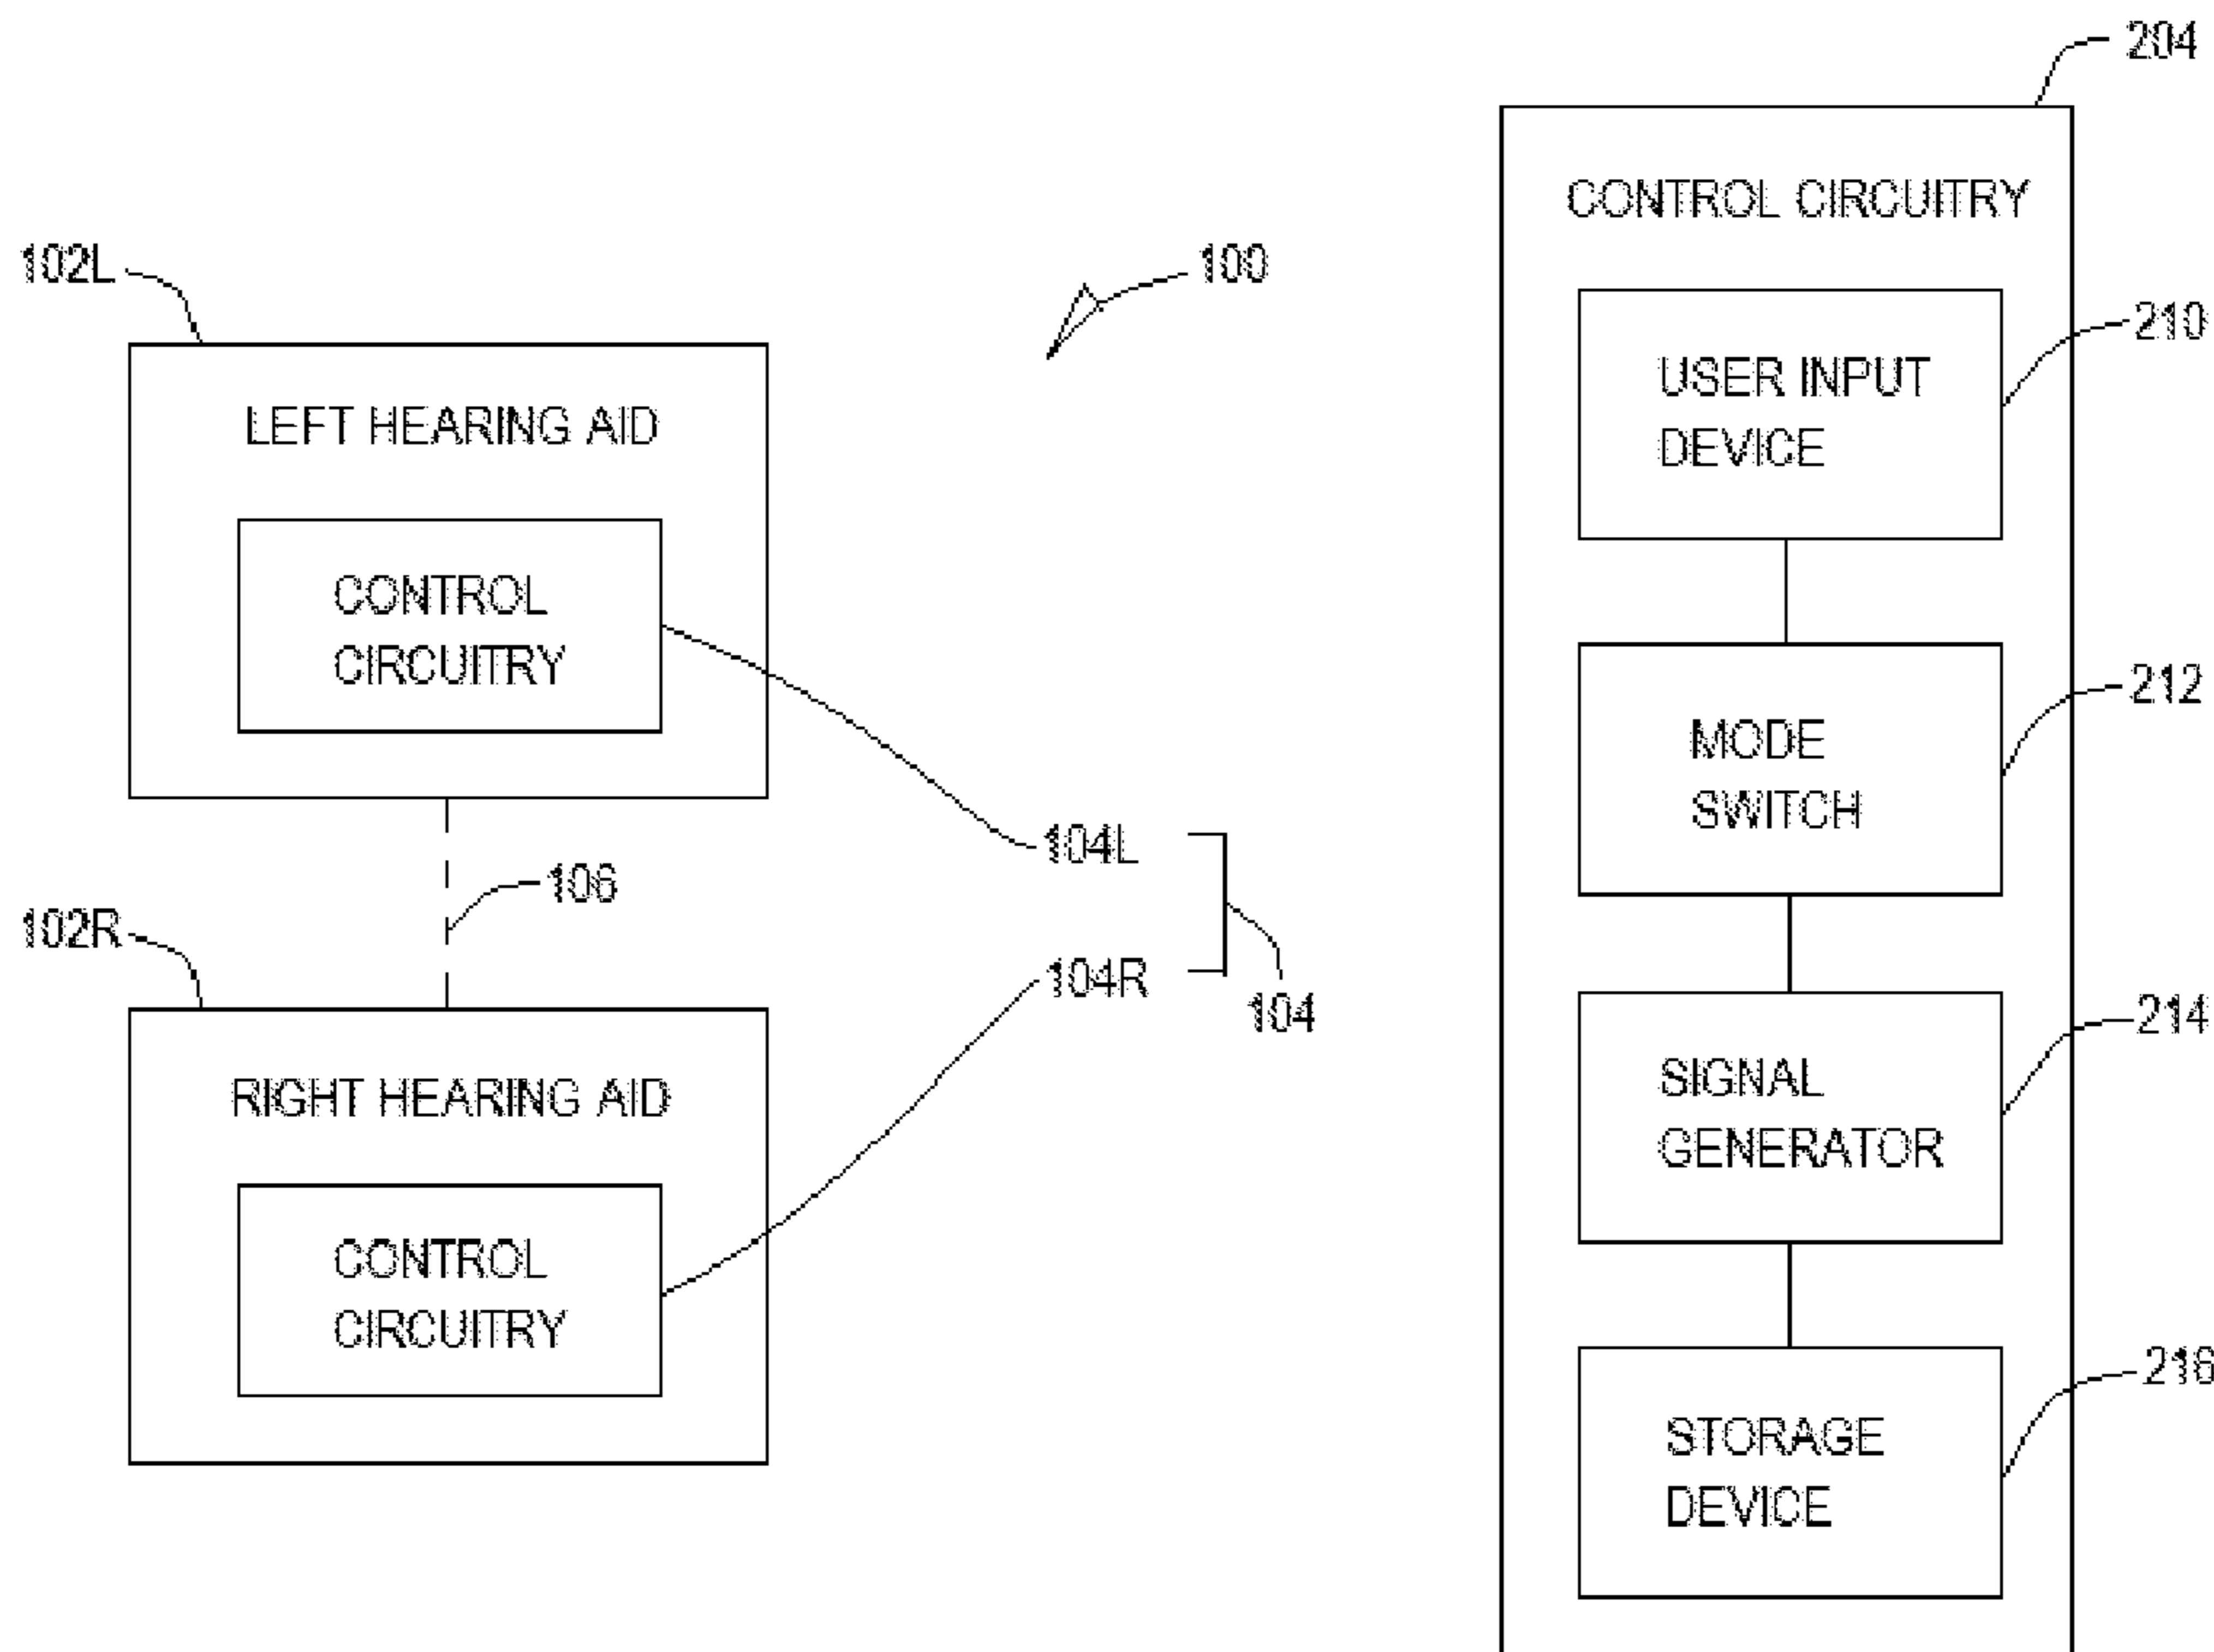 102L
100
LEFT HEARING AID
CONTROL
CIRCUITRY
104L
106
104R
104
102R
RIGHT HEARING AID
CONTROL
CIRCUITRY
204
CONTROL CIRCUITRY
210
USER INPUT
DEVICE
212
MODE
SWITCH
214
SIGNAL
GENERATOR
216
STORAGE
DEVICE